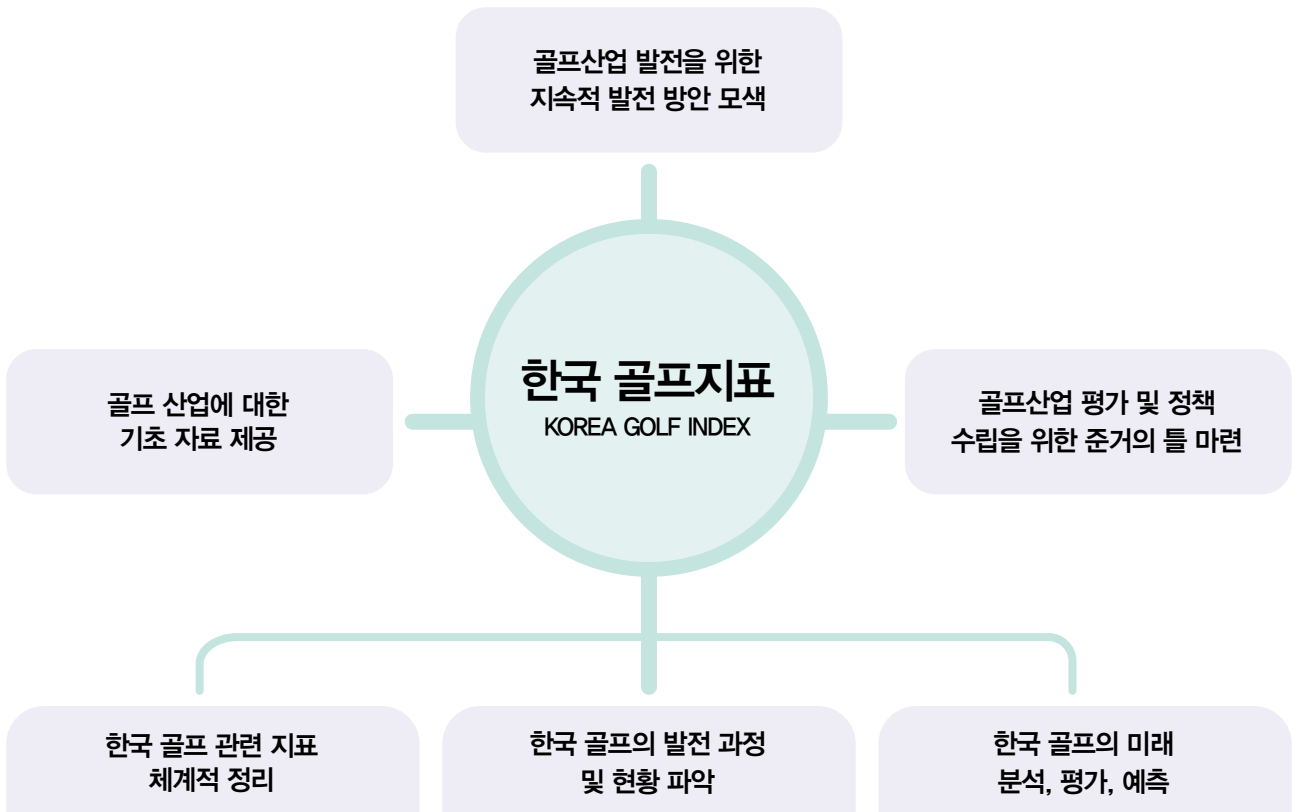 골프산업 발전을 위한
지속적 발전 방안 모색
한국 골프지표
KOREA GOLF INDEX
골프 산업에 대한
기초 자료 제공
골프산업 평가 및 정책
수립을 위한 준거의 틀 마련
한국 골프 관련 지표
체계적 정리
한국 골프의 발전 과정
및 현황 파악
한국 골프의 미래
분석, 평가, 예측